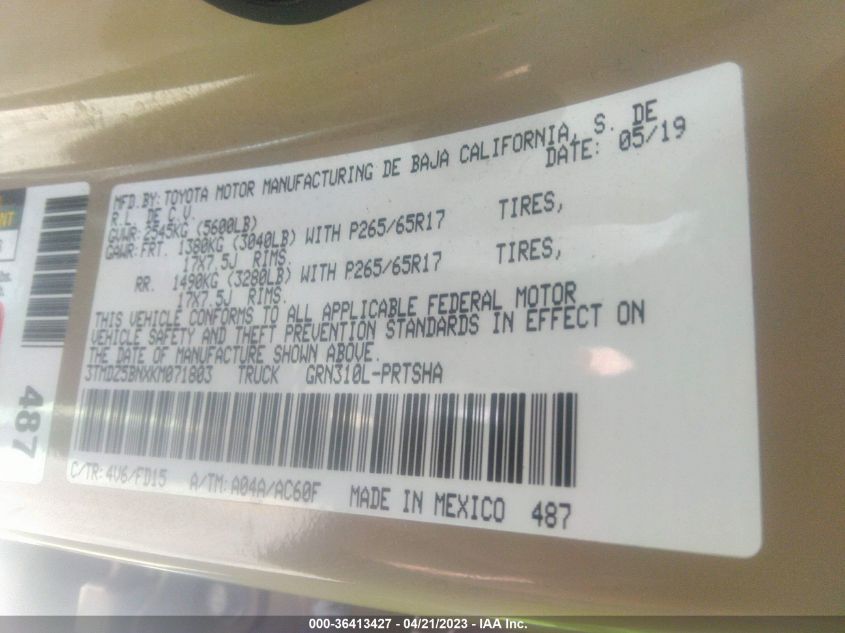 MFD.BY: TOYOTA MOTOR MANUFACTURING DE BAJA CALIFORNIA, S. DE
R.L. DE C.V. DATE: 05/19
GVWR: 2545KG (5600LB)
GAWR: FRT. 1380KG (3040LB) WITH P265/65R17 TIRES,
17X7.5J RIMS.
RR. 1490KG (3280LB) WITH P265/65R17 TIRES,
17X7.5J RIMS.
THIS VEHICLE CONFORMS TO ALL APPLICABLE FEDERAL MOTOR
VEHICLE SAFETY AND THEFT PREVENTION STANDARDS IN EFFECT ON
THE DATE OF MANUFACTURE SHOWN ABOVE.
3TMDZ5BNXKM071803 TRUCK GRN310L-PRTSHA
C/TR: 4V6/FD15 A/TM: A04A/AC60F MADE IN MEXICO 487
487
000-36413427 - 04/21/2023 - IAA Inc.